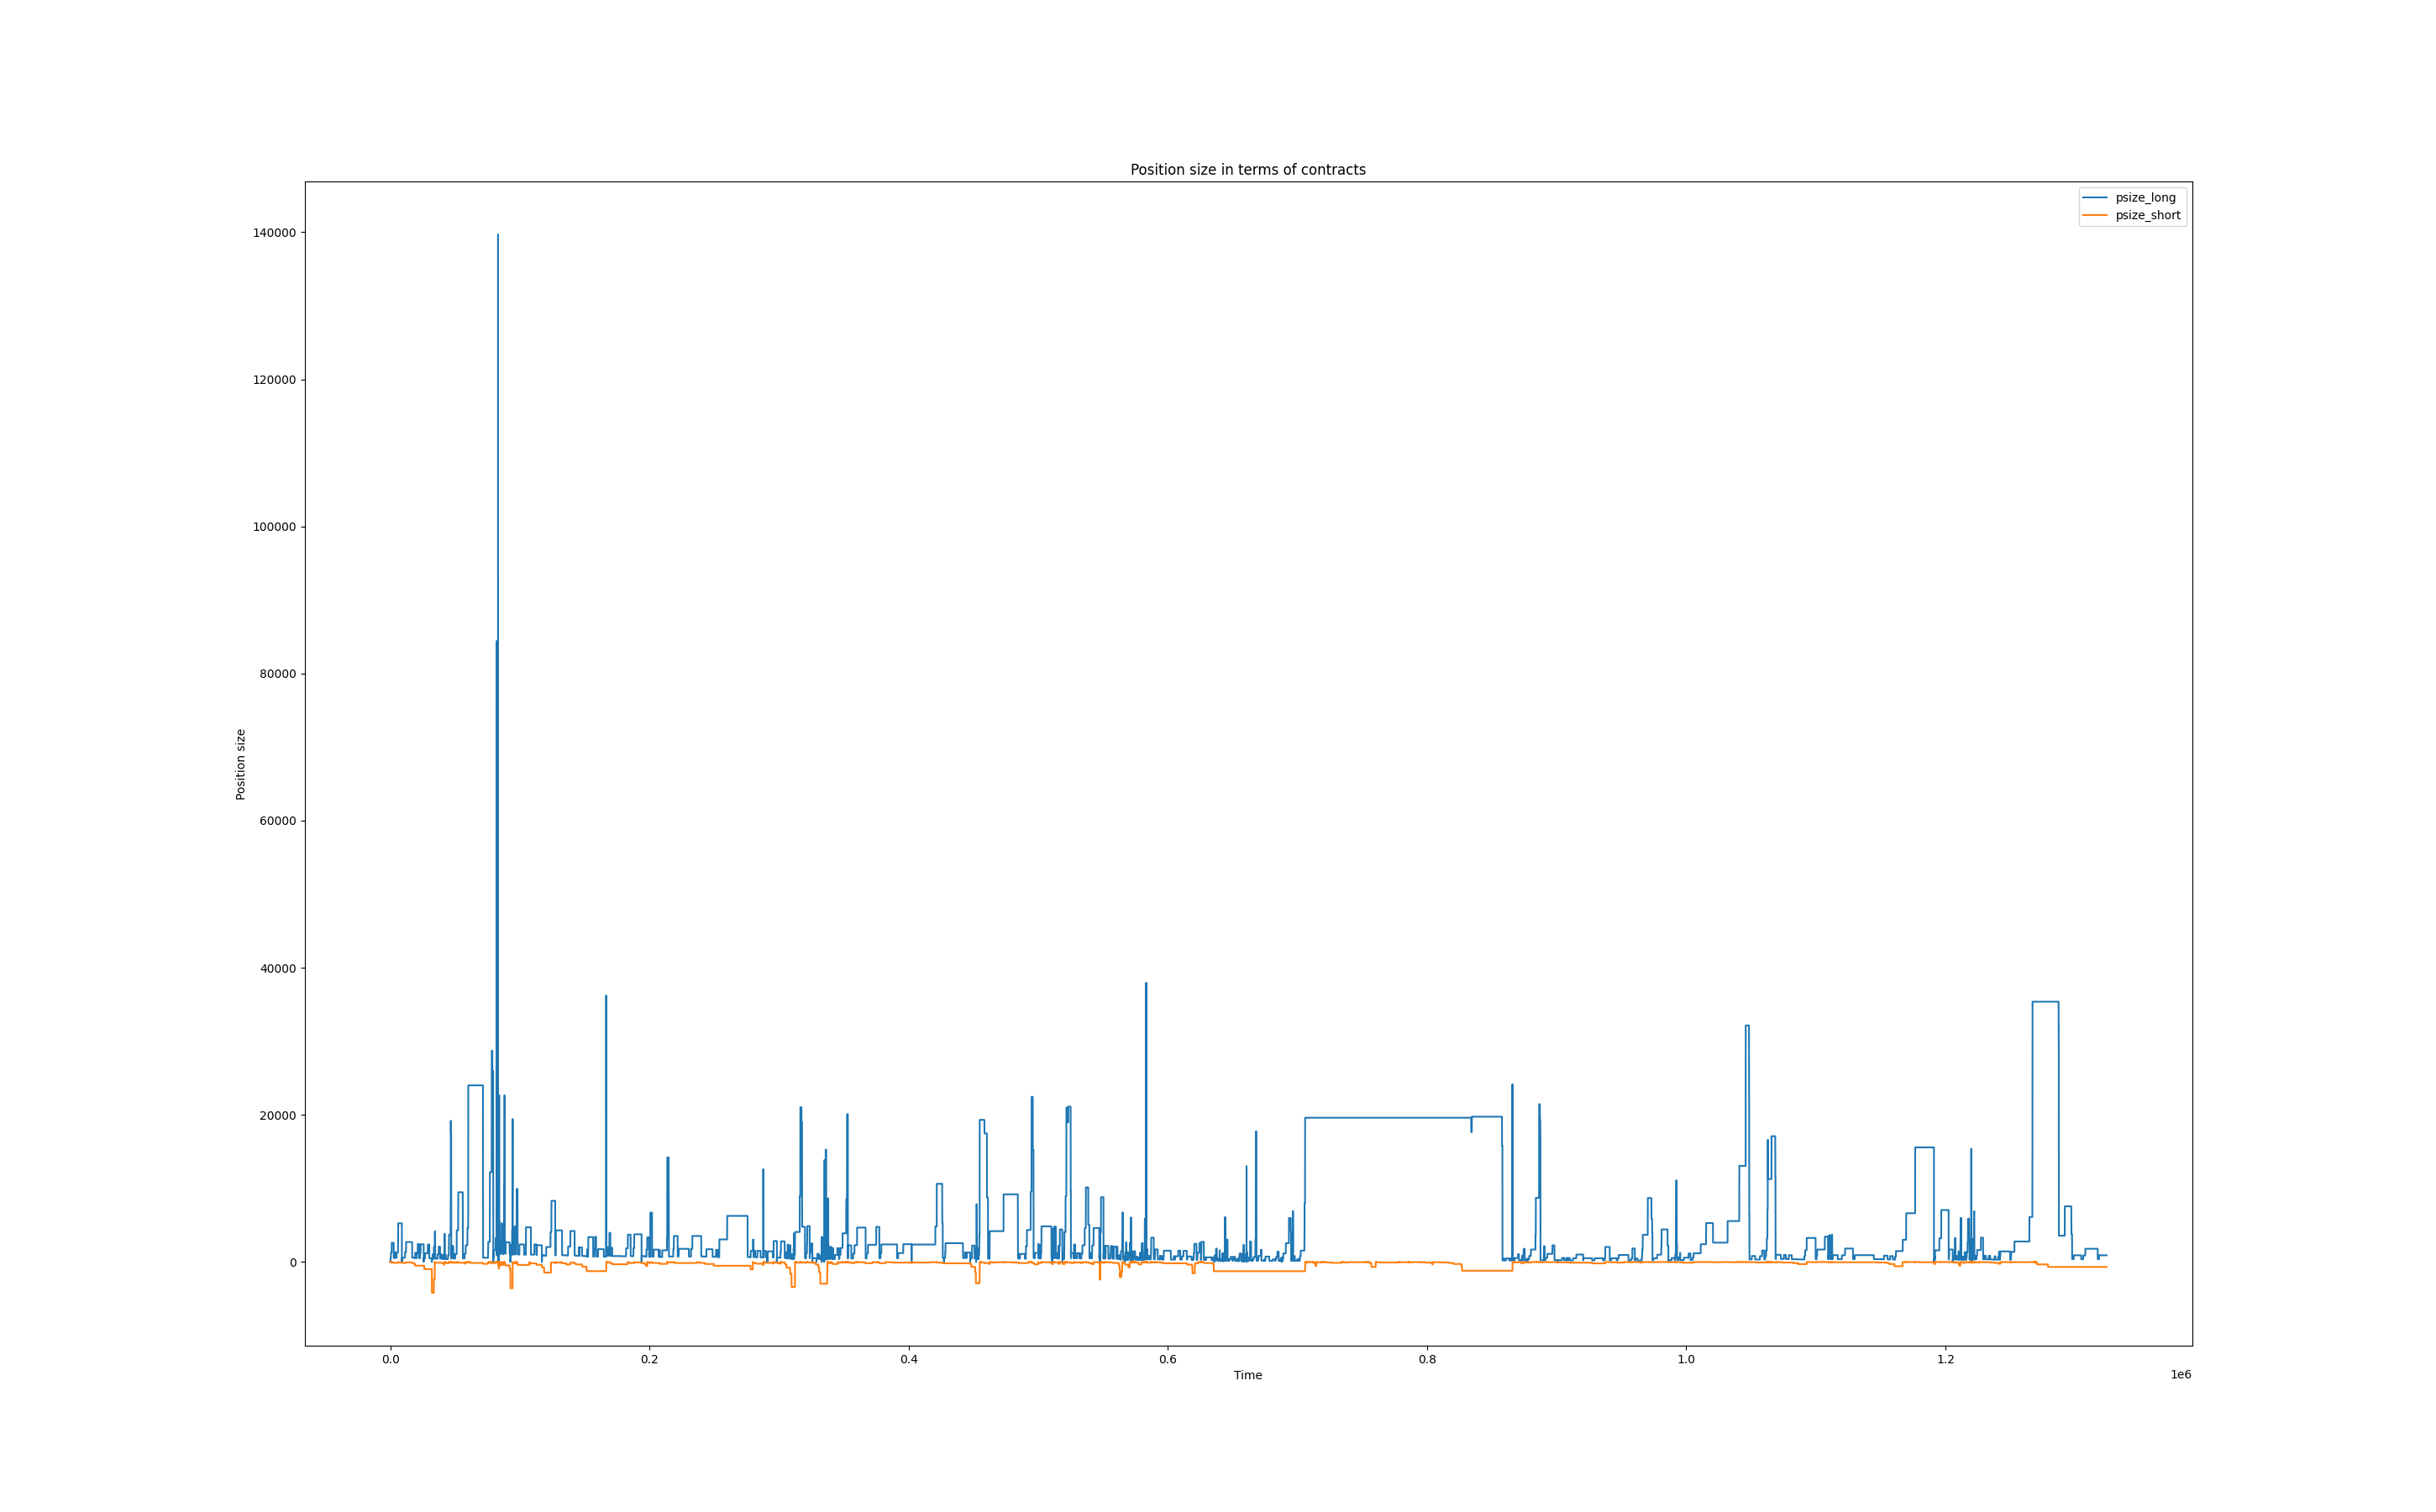 Position size in terms of contracts
psize_long
psize_short
140000
120000
100000
80000
60000
40000
20000
0
Position size
0.0 0.2 0.4 0.6 0.8 1.0 1.2
Time
1e6